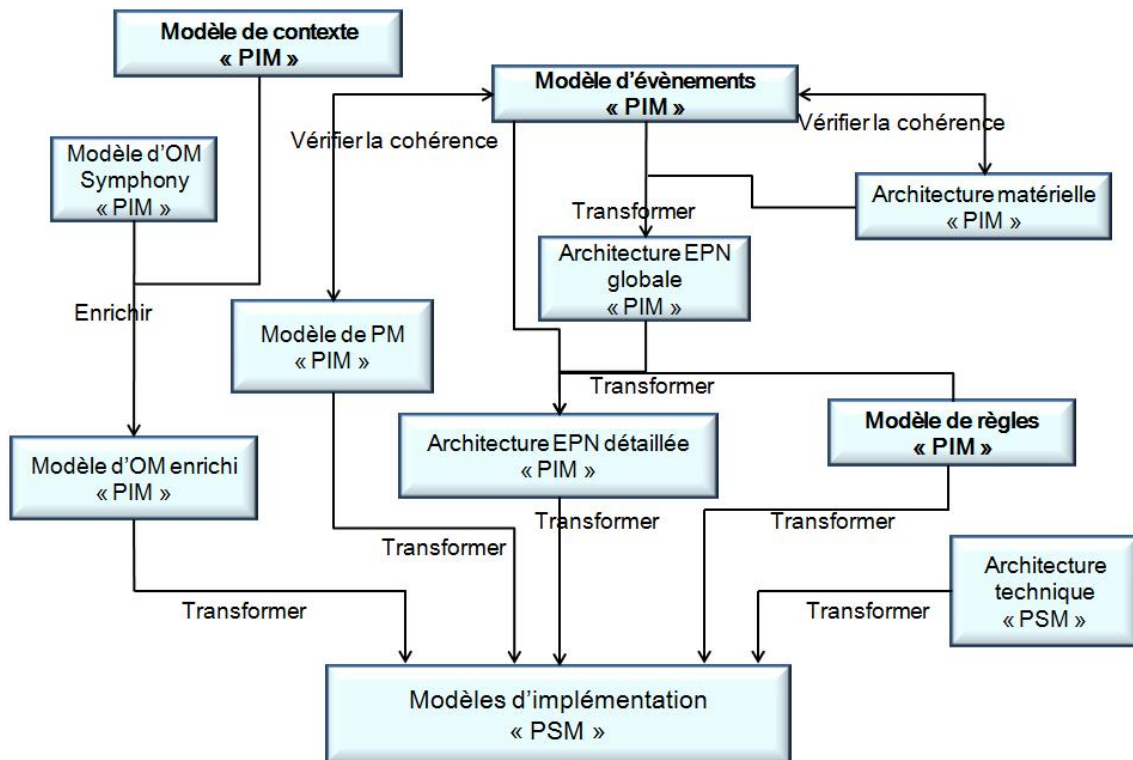 Modèle de contexte
« PIM »
Modèle d'évènements
« PIM »
Vérifier la cohérence
Vérifier la cohérence
Modèle d'OM
Symphony
« PIM »
Architecture matérielle
« PIM »
Transformer
Architecture EPN
globale
« PIM »
Enrichir
Modèle de PM
« PIM »
Transformer
Modèle de règles
« PIM »
Architecture EPN détaillée
« PIM »
Modèle d'OM enrichi
« PIM »
Transformer
Transformer
Transformer
Architecture
technique
« PSM »
Transformer
Transformer
Modèles d'implémentation
« PSM »